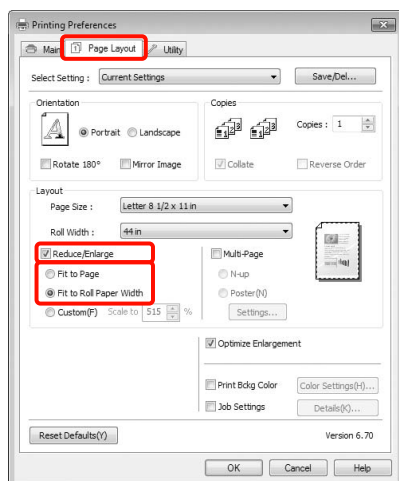 Printing Preferences
Main Page Layout Utility
Select Setting : Current Settings Save/Del...
Orientation Copies
A Portrait Landscape Copies : 1
Rotate 180° Mirror Image Collate Reverse Order
Layout
Page Size : Letter 8 1/2 x 11 in
Roll Width : 44 in
Reduce/Enlarge Multi-Page
Fit to Page N-up
Fit to Roll Paper Width Poster(N)
Custom(F) Scale to 515 % Settings...
Optimize Enlargement
Print Bckg Color Color Settings(H)...
Job Settings Details(K)...
Reset Defaults(Y) Version 6.70
OK Cancel Help